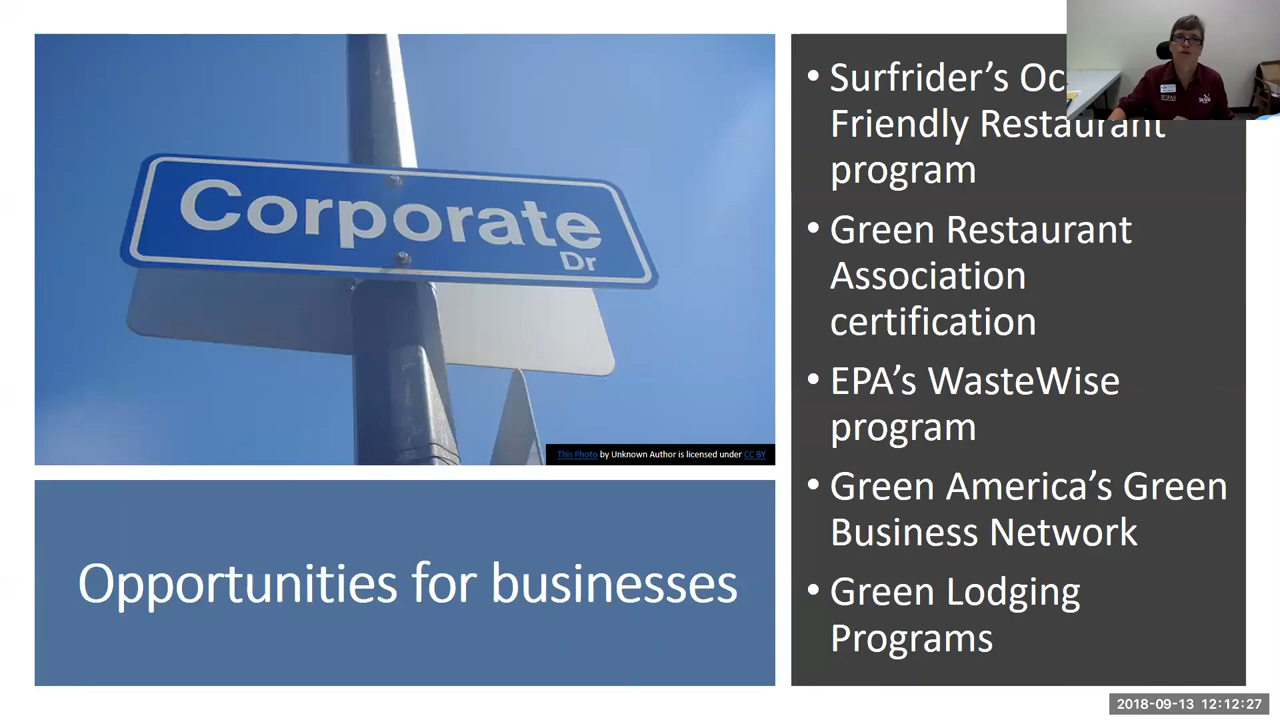 Corporate
Dr
This Photo by Unknown Author is licensed under CC BY
Opportunities for businesses
• Surfrider’s
Friendly Restaurant
program
• Green Restaurant
Association
certification
• EPA’s WasteWise
program
• Green America’s Green
Business Network
• Green Lodging
Programs
2018-09-13 12:12:27